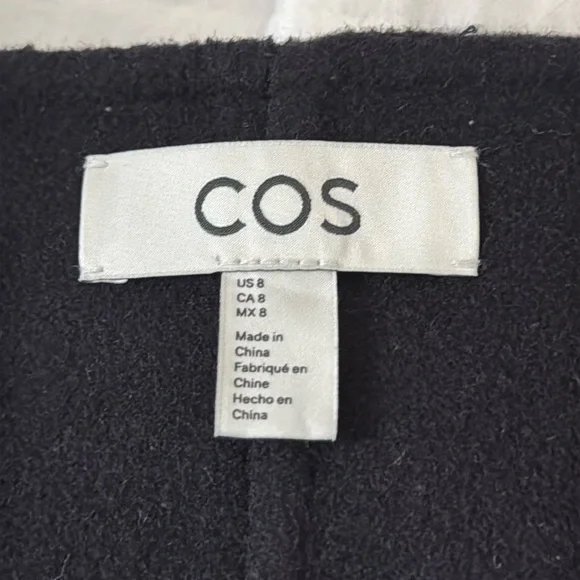 COS
US 8
CA 8
MX 8
Made in
China
Fabriqué en
Chine
Hecho en
China